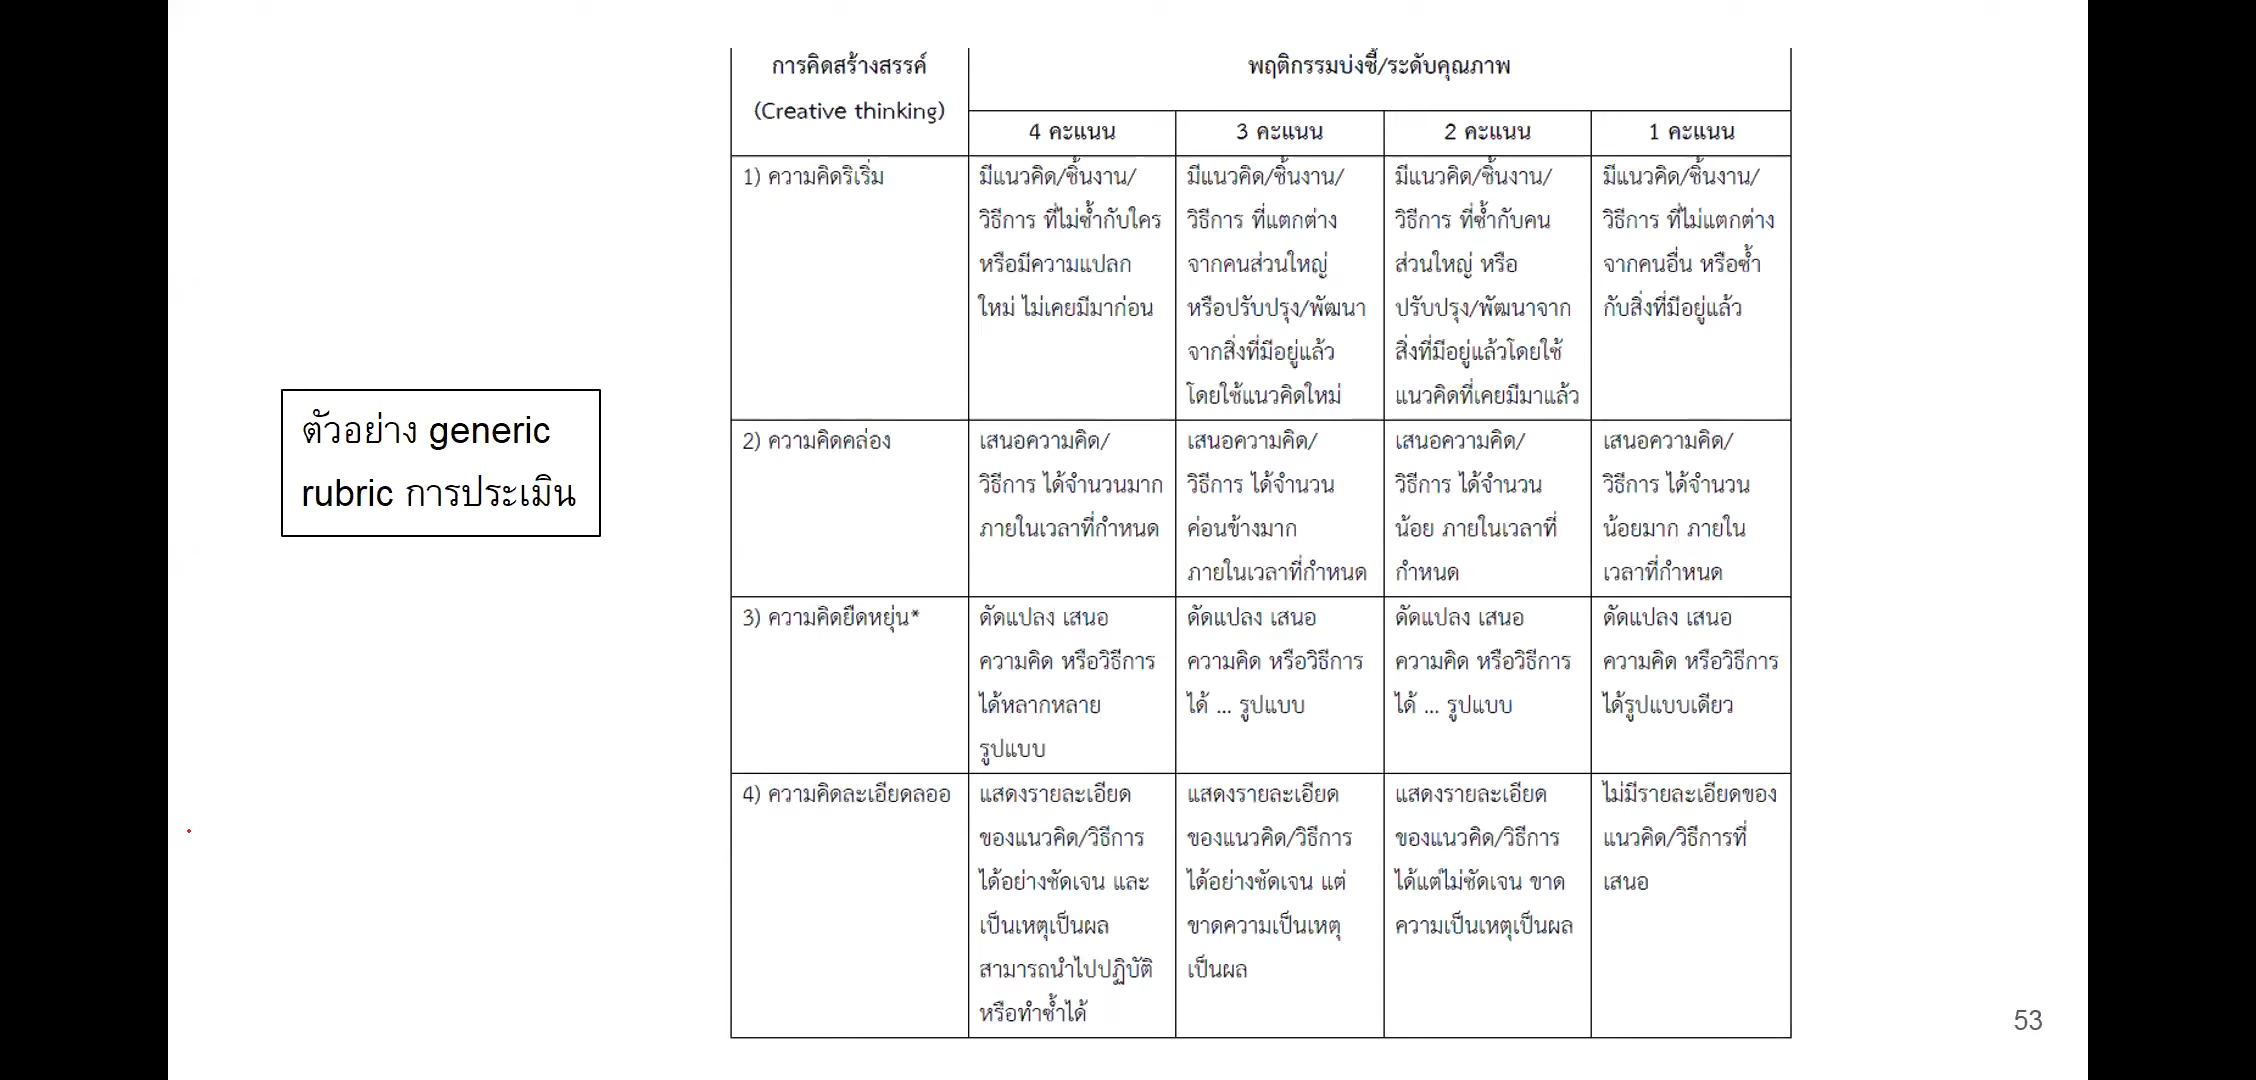 ตัวอย่าง generic
rubric การประเมิน
การคิดสร้างสรรค์
(Creative thinking)
พฤติกรรมบ่งชี้/ระดับคุณภาพ
4 คะแนน
3 คะแนน
2 คะแนน
1 คะแนน
1) ความคิดริเริ่ม
มีแนวคิด/ชิ้นงาน/
วิธีการ ที่ไม่ซ้ำกับใคร
หรือมีความแปลก
ใหม่ ไม่เคยมีมาก่อน
มีแนวคิด/ชิ้นงาน/
วิธีการ ที่แตกต่าง
จากคนส่วนใหญ่
หรือปรับปรุง/พัฒนา
จากสิ่งที่มีอยู่แล้ว
โดยใช้แนวคิดใหม่
มีแนวคิด/ชิ้นงาน/
วิธีการ ที่ซ้ำกับคน
ส่วนใหญ่ หรือ
ปรับปรุง/พัฒนาจาก
สิ่งที่มีอยู่แล้วโดยใช้
แนวคิดที่เคยมีมาแล้ว
มีแนวคิด/ชิ้นงาน/
วิธีการ ที่ไม่แตกต่าง
จากคนอื่น หรือซ้ำ
กับสิ่งที่มีอยู่แล้ว
2) ความคิดคล่อง
เสนอความคิด/
วิธีการ ได้จำนวนมาก
ภายในเวลาที่กำหนด
เสนอความคิด/
วิธีการ ได้จำนวน
ค่อนข้างมาก
ภายในเวลาที่กำหนด
เสนอความคิด/
วิธีการ ได้จำนวน
น้อย ภายในเวลาที่
กำหนด
เสนอความคิด/
วิธีการ ได้จำนวน
น้อยมาก ภายใน
เวลาที่กำหนด
3) ความคิดยืดหยุ่น*
ดัดแปลง เสนอ
ความคิด หรือวิธีการ
ได้หลากหลาย
รูปแบบ
ดัดแปลง เสนอ
ความคิด หรือวิธีการ
ได้ ... รูปแบบ
ดัดแปลง เสนอ
ความคิด หรือวิธีการ
ได้ ... รูปแบบ
ดัดแปลง เสนอ
ความคิด หรือวิธีการ
ได้รูปแบบเดียว
4) ความคิดละเอียดลออ
แสดงรายละเอียด
ของแนวคิด/วิธีการ
ได้อย่างชัดเจน และ
เป็นเหตุเป็นผล
สามารถนำไปปฏิบัติ
หรือทำซ้ำได้
แสดงรายละเอียด
ของแนวคิด/วิธีการ
ได้อย่างชัดเจน แต่
ขาดความเป็นเหตุ
เป็นผล
แสดงรายละเอียด
ของแนวคิด/วิธีการ
ได้แต่ไม่ชัดเจน ขาด
ความเป็นเหตุเป็นผล
ไม่มีรายละเอียดของ
แนวคิด/วิธีการที่
เสนอ
53